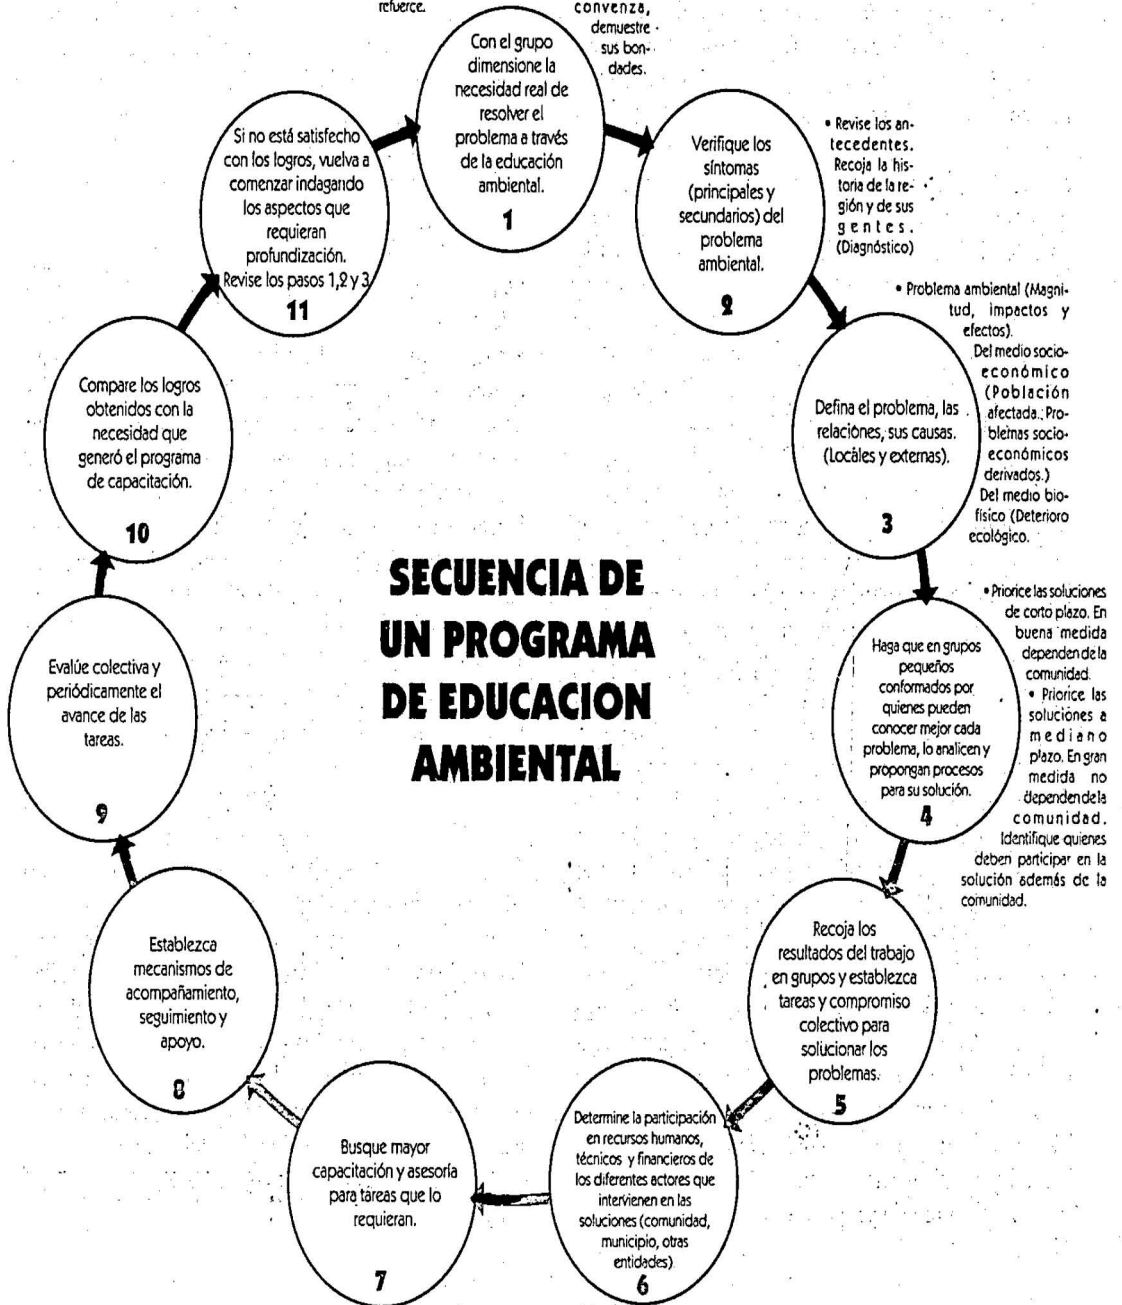 refuerce.
convenza,
demuestre
sus bon-
dades.
Con el grupo
dimensione la
necesidad real de
resolver el
problema a través
de la educación
ambiental.
1
Verifique los
síntomas
(principales y
secundarios) del
problema
ambiental.
2
• Revise los an-
tecedentes.
Recoja la his-
toria de la re-
gión y de sus
gentes.
(Diagnóstico)
Defina el problema, las
relaciones, sus causas.
(Locales y externas).
3
• Problema ambiental (Magni-
tud, impactos y
efectos).
Del medio socio-
económico
(Población
afectada. Pro-
blemas socio-
económicos
derivados.)
Del medio bio-
físico (Deterioro
ecológico.
Haga que en grupos
pequeños
conformados por
quienes pueden
conocer mejor cada
problema, lo analicen y
propongan procesos
para su solución.
4
• Priorice las soluciones
de corto plazo. En
buena medida
dependen de la
comunidad.
• Priorice las
soluciones a
mediano
plazo. En gran
medida no
dependen de la
comunidad.
Identifique quienes
deben participar en la
solución además de la
comunidad.
Recoja los
resultados del trabajo
en grupos y establezca
tareas y compromiso
colectivo para
solucionar los
problemas.
5
Determine la participación
en recursos humanos,
técnicos y financieros de
los diferentes actores que
intervienen en las
soluciones (comunidad,
municipio, otras
entidades)
6
Busque mayor
capacitación y asesoría
para tareas que lo
requieran.
7
Establezca
mecanismos de
acompañamiento,
seguimiento y
apoyo.
8
Evalúe colectiva y
periódicamente el
avance de las
tareas.
9
Compare los logros
obtenidos con la
necesidad que
generó el programa
de capacitación.
10
Si no está satisfecho
con los logros, vuelva a
comenzar indagando
los aspectos que
requieran
profundización.
Revise los pasos 1,2 y 3
11
SECUENCIA DE
UN PROGRAMA
DE EDUCACION
AMBIENTAL